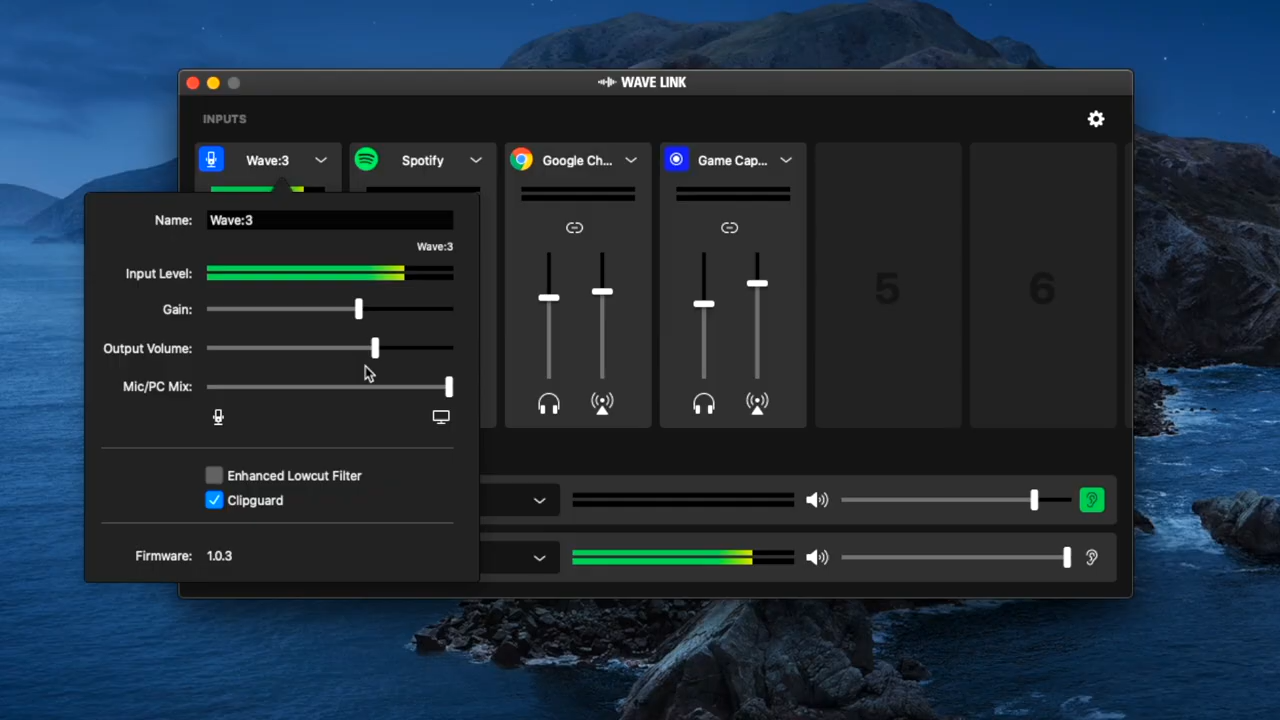 WAVE LINK
INPUTS
Wave:3
Spotify
Google Ch...
Game Cap...
Name:
Wave:3
Wave:3
Input Level:
Gain:
Output Volume:
Mic/PC Mix:
5
6
Enhanced Lowcut Filter
Clipguard
Firmware: 1.0.3